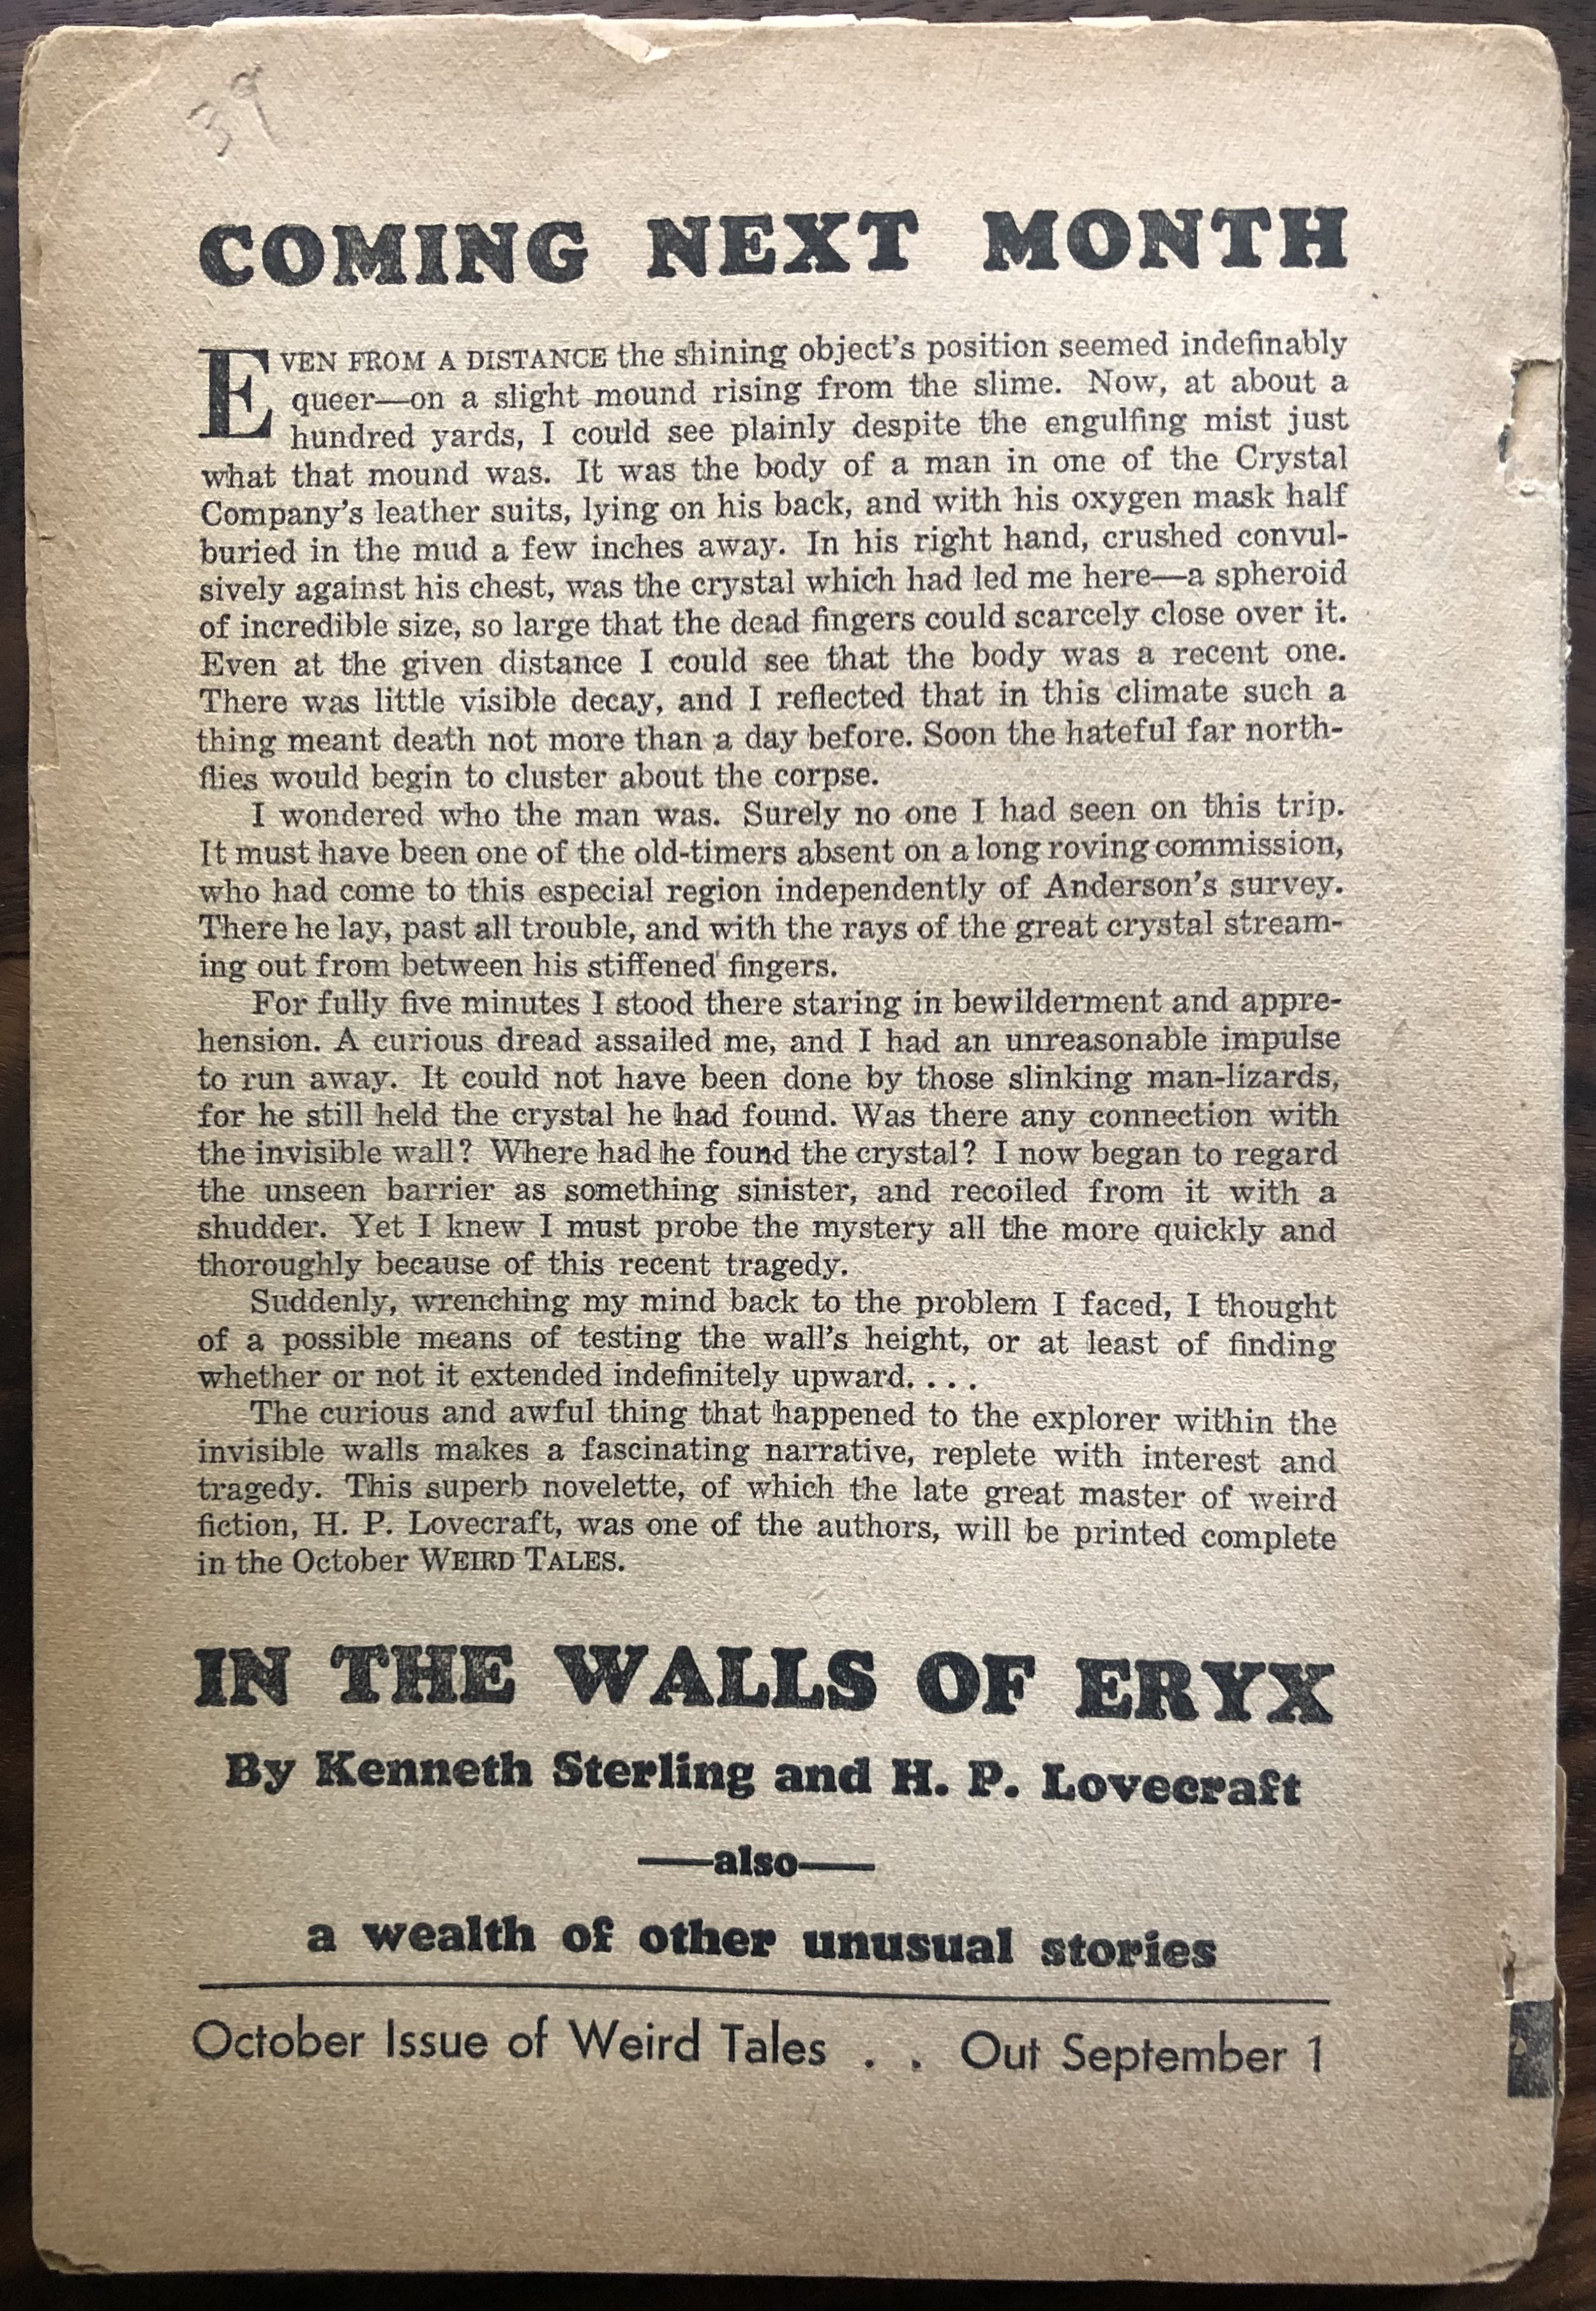 39
COMING NEXT MONTH
EVEN FROM A DISTANCE the shining object's position seemed indefinably
queer—on a slight mound rising from the slime. Now, at about a
hundred yards, I could see plainly despite the engulfing mist just
what that mound was. It was the body of a man in one of the Crystal
Company's leather suits, lying on his back, and with his oxygen mask half
buried in the mud a few inches away. In his right hand, crushed convul-
sively against his chest, was the crystal which had led me here—a spheroid
of incredible size, so large that the dead fingers could scarcely close over it.
Even at the given distance I could see that the body was a recent one.
There was little visible decay, and I reflected that in this climate such a
thing meant death not more than a day before. Soon the hateful far north-
flies would begin to cluster about the corpse.
I wondered who the man was. Surely no one I had seen on this trip.
It must have been one of the old-timers absent on a long roving commission,
who had come to this especial region independently of Anderson's survey.
There he lay, past all trouble, and with the rays of the great crystal stream-
ing out from between his stiffened fingers.
For fully five minutes I stood there staring in bewilderment and appre-
hension. A curious dread assailed me, and I had an unreasonable impulse
to run away. It could not have been done by those slinking man-lizards,
for he still held the crystal he had found. Was there any connection with
the invisible wall? Where had he found the crystal? I now began to regard
the unseen barrier as something sinister, and recoiled from it with a
shudder. Yet I knew I must probe the mystery all the more quickly and
thoroughly because of this recent tragedy.
Suddenly, wrenching my mind back to the problem I faced, I thought
of a possible means of testing the wall's height, or at least of finding
whether or not it extended indefinitely upward. . . .
The curious and awful thing that happened to the explorer within the
invisible walls makes a fascinating narrative, replete with interest and
tragedy. This superb novelette, of which the late great master of weird
fiction, H. P. Lovecraft, was one of the authors, will be printed complete
in the October WEIRD TALES.
IN THE WALLS OF ERYX
By Kenneth Sterling and H. P. Lovecraft
—also—
a wealth of other unusual stories
October Issue of Weird Tales . . Out September 1